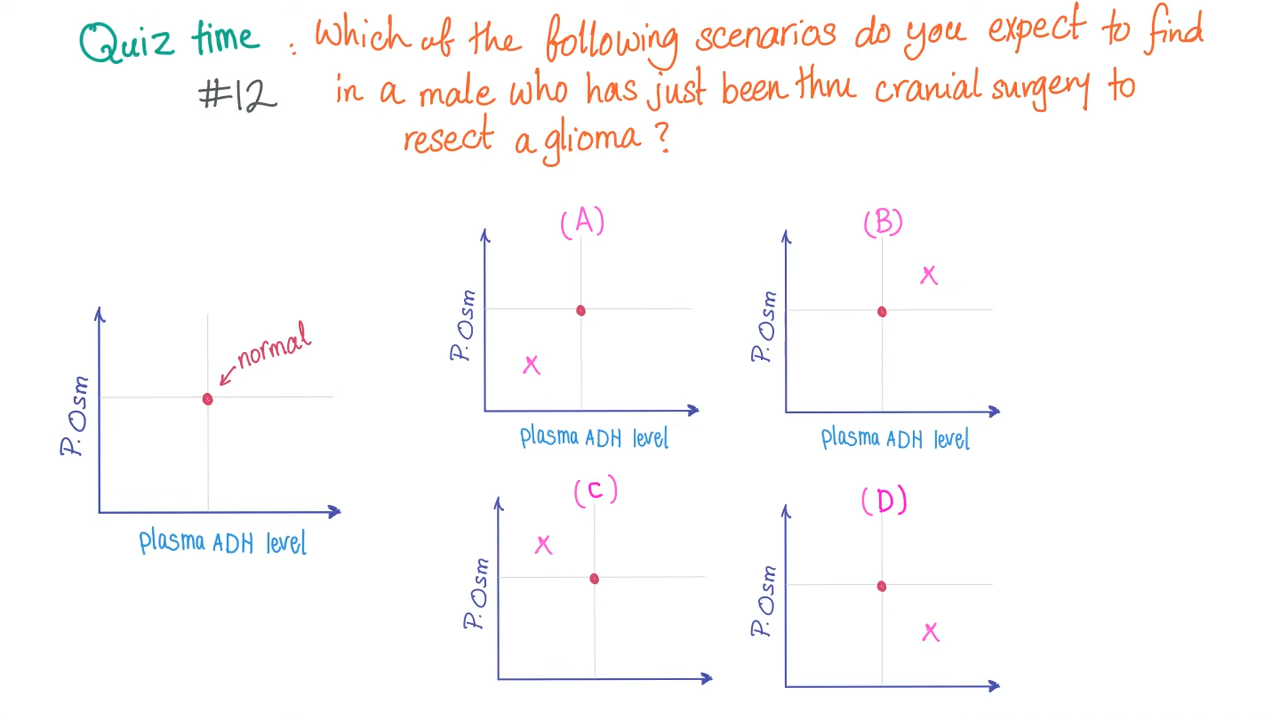 Quiz time : Which of the following scenarios do you expect to find
#12 in a male who has just been thru cranial surgery to
resect a glioma?
normal
P.Osm
plasma ADH level
(A)
P.Osm
plasma ADH level
(B)
P.Osm
plasma ADH level
(C)
P.Osm
(D)
P.Osm